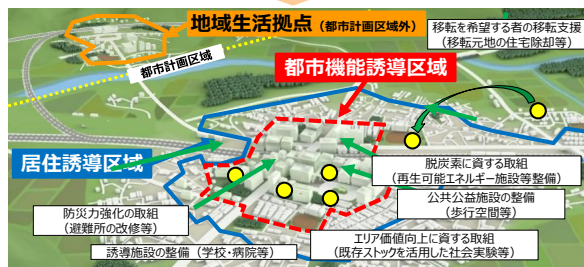 地域生活拠点(都市計画区域外)
移転を希望する者の移転支援
(移転元地の住宅除却等)
都市計画区域
都市機能誘導区域
居住誘導区域
脱炭素に資する取組
(再生可能エネルギー施設等整備)
公共公益施設の整備
(歩行空間等)
防災力強化の取組
(避難所の改修等)
エリア価値向上に資する取組
(既存ストックを活用した社会実験等)
誘導施設の整備(学校・病院等)